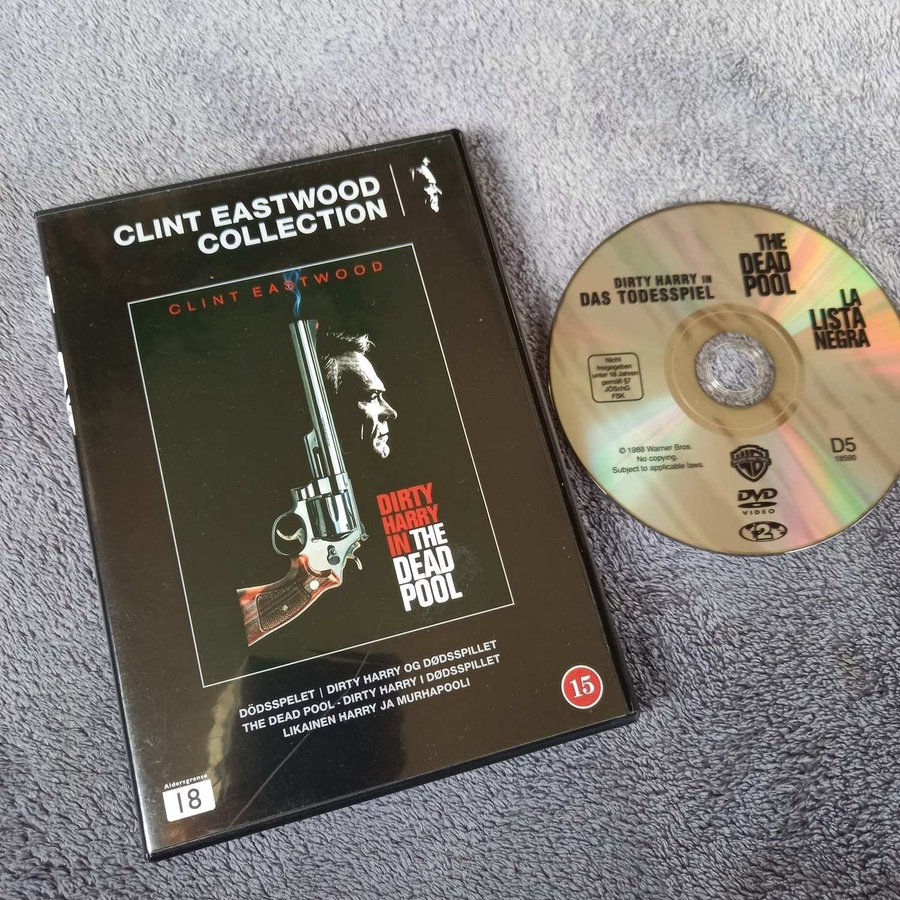 CLINT EASTWOOD
COLLECTION
CLINT EASTWOOD
DIRTY
HARRY
IN THE
DEAD
POOL
DÖDSSPELET | DIRTY HARRY OG DØDSSPILLET
THE DEAD POOL - DIRTY HARRY I DØDSSPILLET
LIKAINEN HARRY JA MURHAPOOLI
15
Aldersgrense
18
THE
DEAD
POOL
DIRTY HARRY IN
DAS TODESSPIEL
LA
LISTA
NEGRA
Nicht
freigegeben
unter 18 Jahren
gemäß §7
JÖSchG
FSK
© 1988 Warner Bros.
No copying.
Subject to applicable laws.
D5
18590
WB
DVD
VIDEO
2